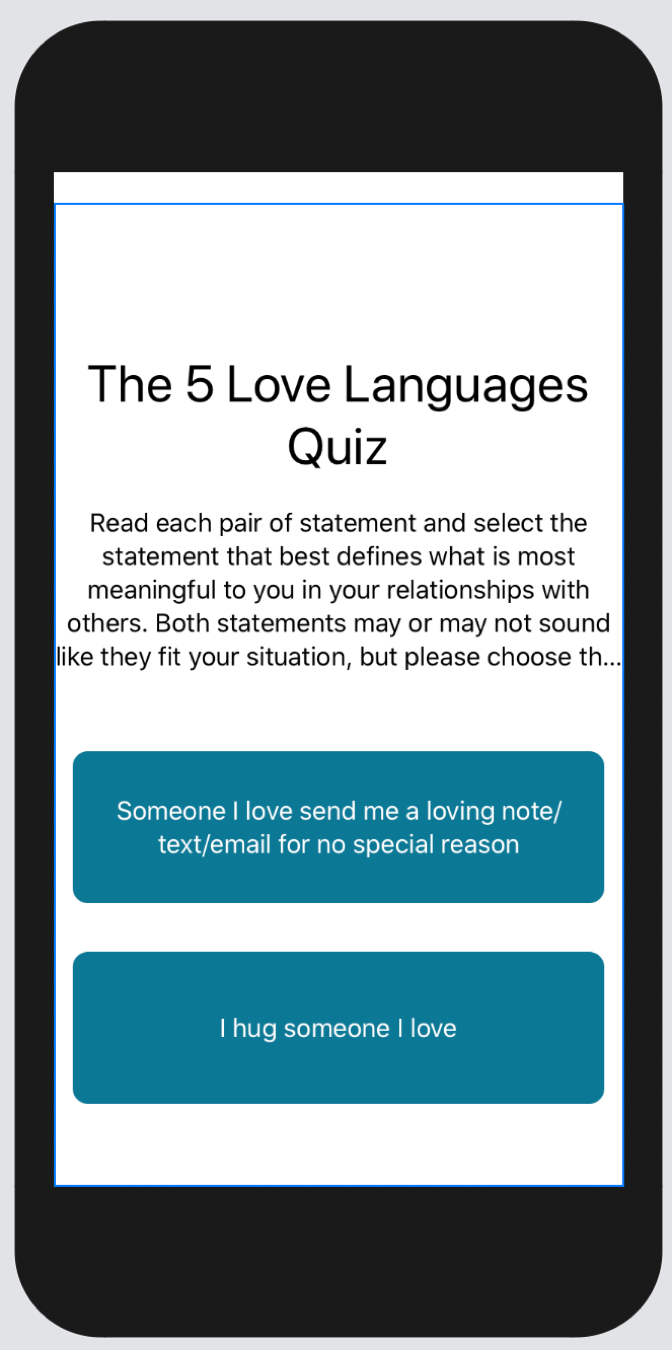 The 5 Love Languages
Quiz
Read each pair of statement and select the
statement that best defines what is most
meaningful to you in your relationships with
others. Both statements may or may not sound
like they fit your situation, but please choose th...
Someone I love send me a loving note/
text/email for no special reason
I hug someone I love